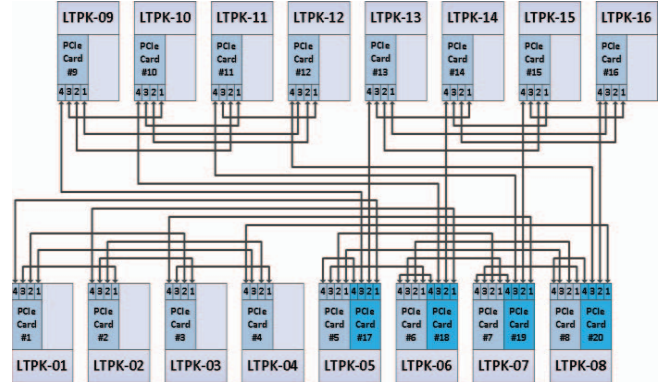 LTPK-09 LTPK-10 LTPK-11 LTPK-12 LTPK-13 LTPK-14 LTPK-15 LTPK-16
PCIe Card #9 PCIe Card #10 PCIe Card #11 PCIe Card #12 PCIe Card #13 PCIe Card #14 PCIe Card #15 PCIe Card #16
4 3 2 1 4 3 2 1 4 3 2 1 4 3 2 1 4 3 2 1 4 3 2 1 4 3 2 1 4 3 2 1
4 3 2 1 4 3 2 1 4 3 2 1 4 3 2 1 4 3 2 1 4 3 2 1 4 3 2 1 4 3 2 1 4 3 2 1 4 3 2 1 4 3 2 1 4 3 2 1
PCIe Card #1 PCIe Card #2 PCIe Card #3 PCIe Card #4 PCIe Card #5 PCIe Card #17 PCIe Card #6 PCIe Card #18 PCIe Card #7 PCIe Card #19 PCIe Card #8 PCIe Card #20
LTPK-01 LTPK-02 LTPK-03 LTPK-04 LTPK-05 LTPK-06 LTPK-07 LTPK-08